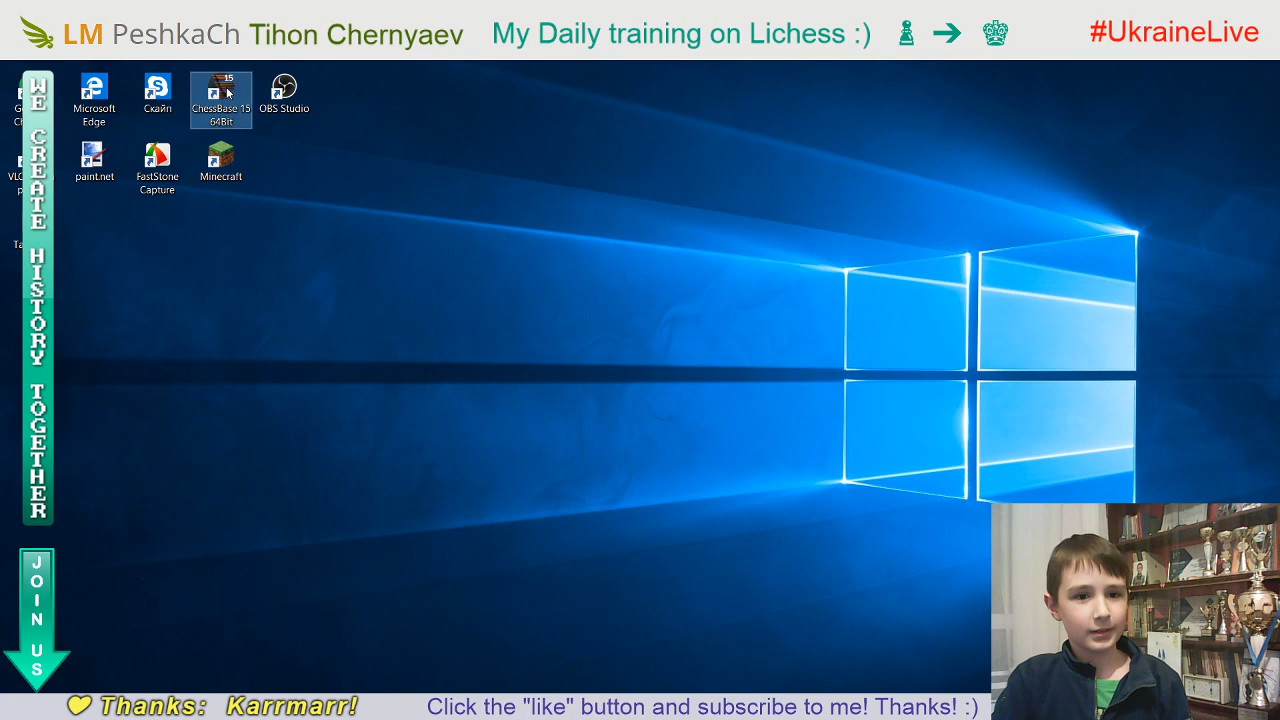 LM PeshkaCh Tihon Chernyaev My Daily training on Lichess :) #UkraineLive
WE CREATE HISTORY TOGETHER
JOIN US
Microsoft Edge
Скайп
ChessBase 15 64Bit
15
OBS Studio
paint.net
FastStone Capture
Minecraft
Thanks: Karrmarr!
Click the "like" button and subscribe to me! Thanks! :)